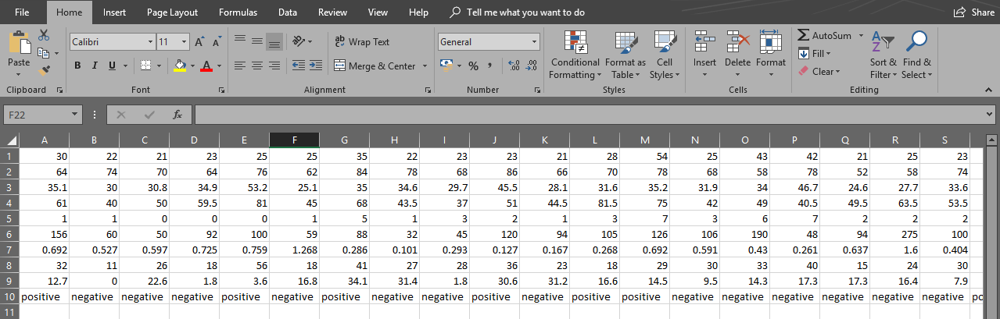 File Home Insert Page Layout Formulas Data Review View Help Tell me what you want to do Share
Calibri 11 A A ab Wrap Text General AutoSum
Paste B I U A Merge & Center % , Conditional Formatting Format as Table Cell Styles Insert Delete Format Fill Clear Sort & Filter Find & Select
Clipboard Font Alignment Number Styles Cells Editing
F22 fx
A B C D E F G H I J K L M N O P Q R S
1 30 22 21 23 25 25 35 22 23 23 21 28 54 25 43 42 21 25 23
2 64 74 70 64 76 62 84 78 68 86 66 70 78 68 58 78 52 58 74
3 35.1 30 30.8 34.9 53.2 25.1 35 34.6 29.7 45.5 28.1 31.6 35.2 31.9 34 46.7 24.6 27.7 33.6
4 61 40 50 59.5 81 45 68 43.5 37 51 44.5 81.5 75 42 49 40.5 49.5 63.5 53.5
5 1 1 0 0 0 1 5 1 3 2 1 3 7 3 6 7 2 2 2
6 156 60 50 92 100 59 88 32 45 120 94 105 126 106 190 48 94 275 100
7 0.692 0.527 0.597 0.725 0.759 1.268 0.286 0.101 0.293 0.127 0.167 0.268 0.692 0.591 0.43 0.261 0.637 1.6 0.404
8 32 11 26 18 56 18 41 27 28 36 23 18 29 30 33 40 15 24 30
9 12.7 0 22.6 1.8 3.6 16.8 34.1 31.4 1.8 30.6 31.2 16.6 14.5 9.5 14.3 17.3 17.3 16.4 7.9
10 positive negative negative negative positive negative positive negative negative positive negative positive positive negative negative negative negative negative negative po
11